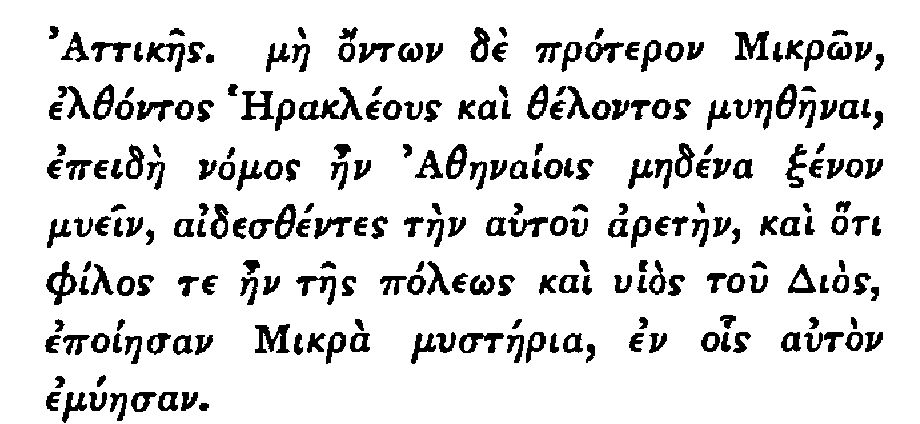 Ἀττικῆς. μὴ ὄντων δὲ πρότερον Μικρῶν,
ἐλθόντος Ἡρακλέους καὶ θέλοντος μυηθῆναι,
ἐπειδὴ νόμος ἦν Ἀθηναίοις μηδένα ξένον
μυεῖν, αἰδεσθέντες τὴν αὐτοῦ ἀρετὴν, καὶ ὅτι
φίλος τε ἦν τῆς πόλεως καὶ υἱὸς τοῦ Διὸς,
ἐποίησαν Μικρὰ μυστήρια, ἐν οἷς αὐτὸν
ἐμύησαν.